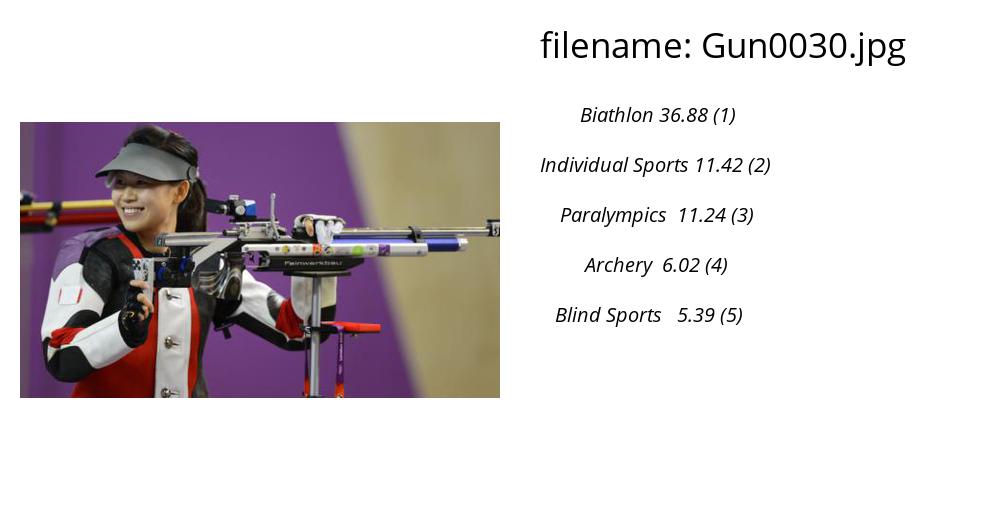 filename: Gun0030.jpg
Biathlon 36.88 (1)
Individual Sports 11.42 (2)
Paralympics 11.24 (3)
Archery 6.02 (4)
Blind Sports 5.39 (5)
Feinwerkbau